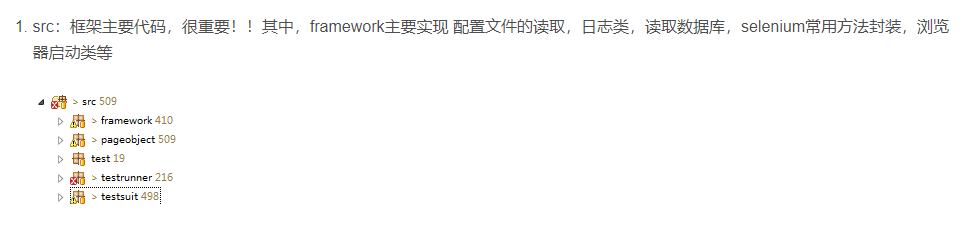 1. src：框架主要代码，很重要！！其中，framework主要实现 配置文件的读取，日志类，读取数据库，selenium常用方法封装，浏览
器启动类等
> src 509
> framework 410
> pageobject 509
test 19
> testrunner 216
> testsuit 498